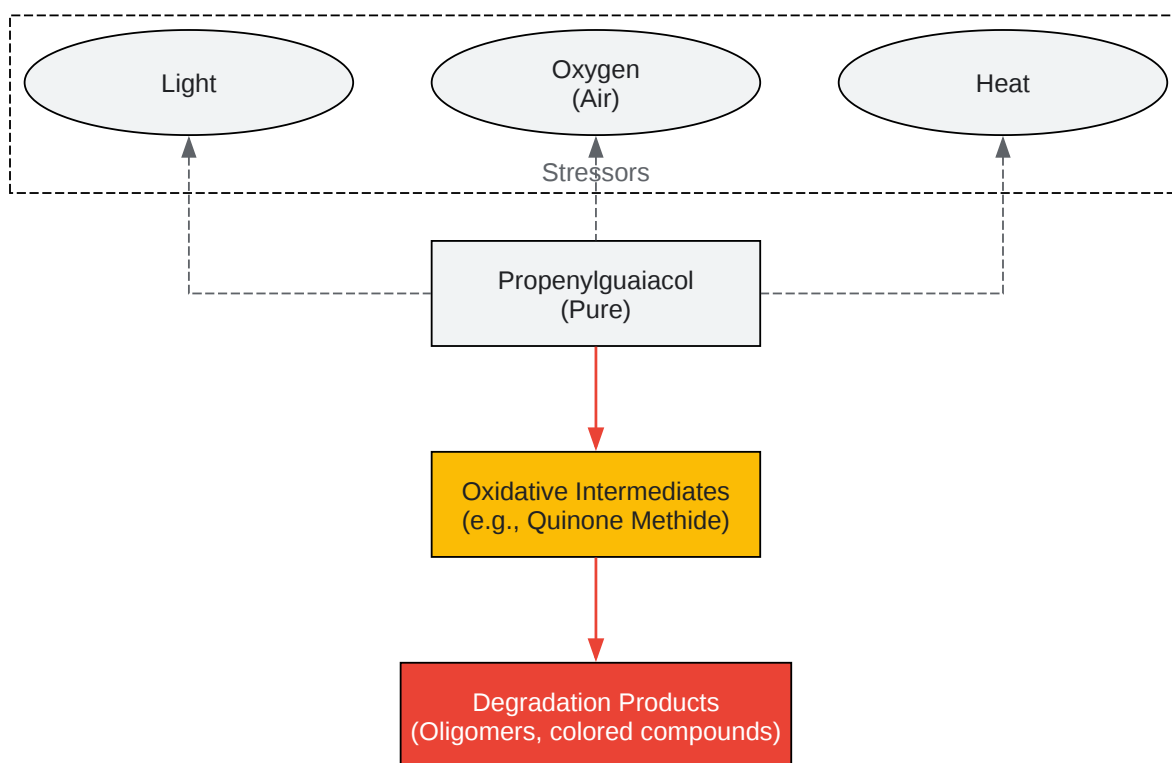 Light
Oxygen
(Air)
Heat
Stressors
Propenylguaiacol
(Pure)
Oxidative Intermediates
(e.g., Quinone Methide)
Degradation Products
(Oligomers, colored compounds)